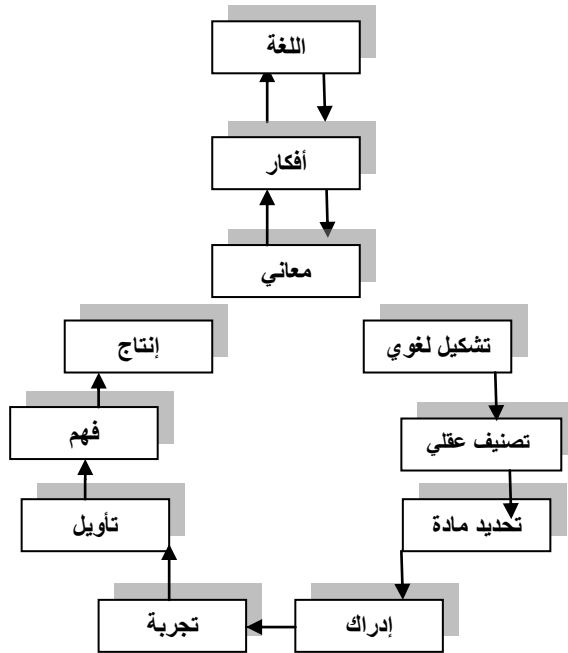 اللغة
أفكار
معاني
تشكيل لغوي
إنتاج
تصنيف عقلي
فهم
تحديد مادة
تأويل
إدراك
تجربة